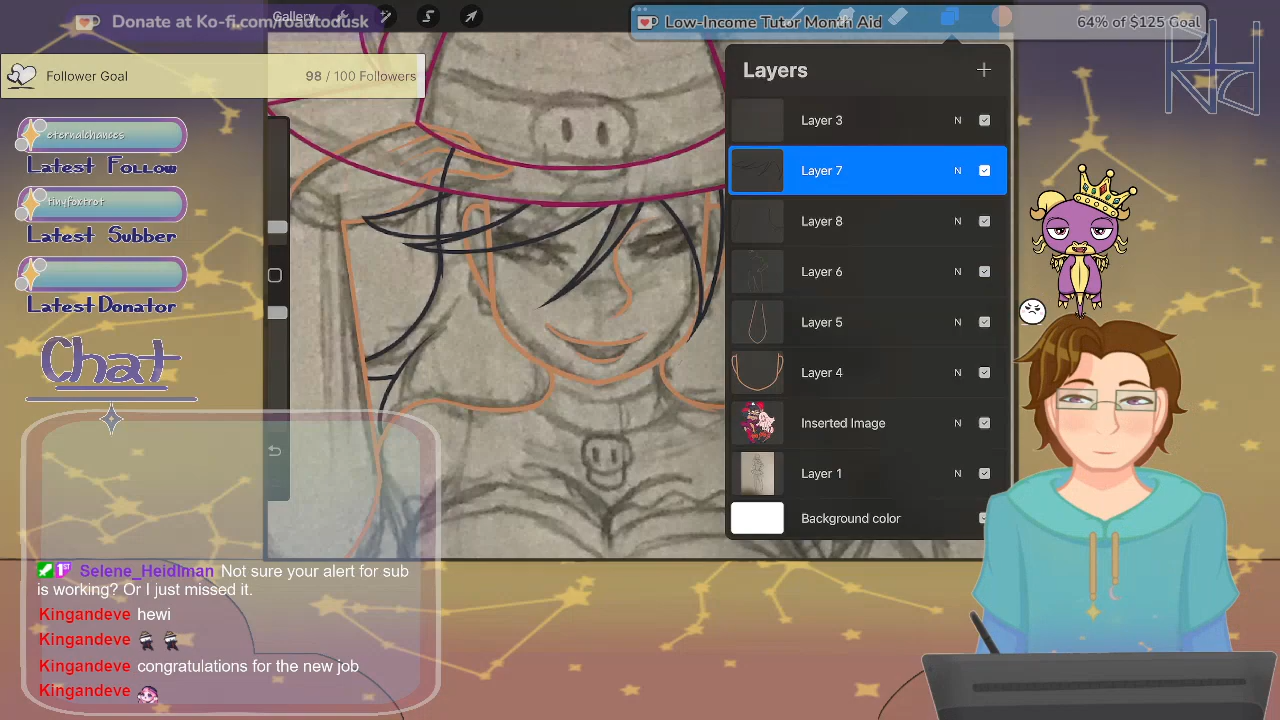 Donate at Ko-fi.com/roadtodusk
Gallery
Low-Income Tutor Month Aid
64% of $125 Goal
Follower Goal
98 / 100 Followers
eternalchances
Latest Follow
tinyfoxtrot
Latest Subber
Latest Donator
Chat
Selene_Heidlman Not sure your alert for sub
is working? Or I just missed it.
Kingandeve hewi
Kingandeve
Kingandeve congratulations for the new job
Kingandeve
Layers
Layer 3 N
Layer 7 N
Layer 8 N
Layer 6 N
Layer 5 N
Layer 4 N
Inserted Image N
Layer 1 N
Background color